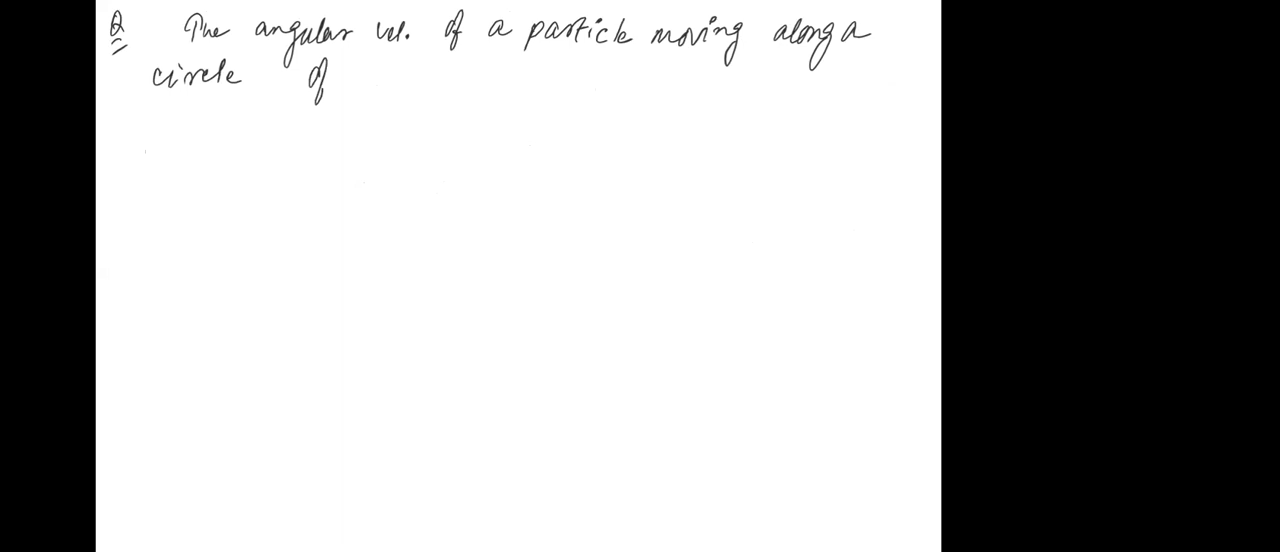 Q The angular vel. of a particle moving along a
circle of